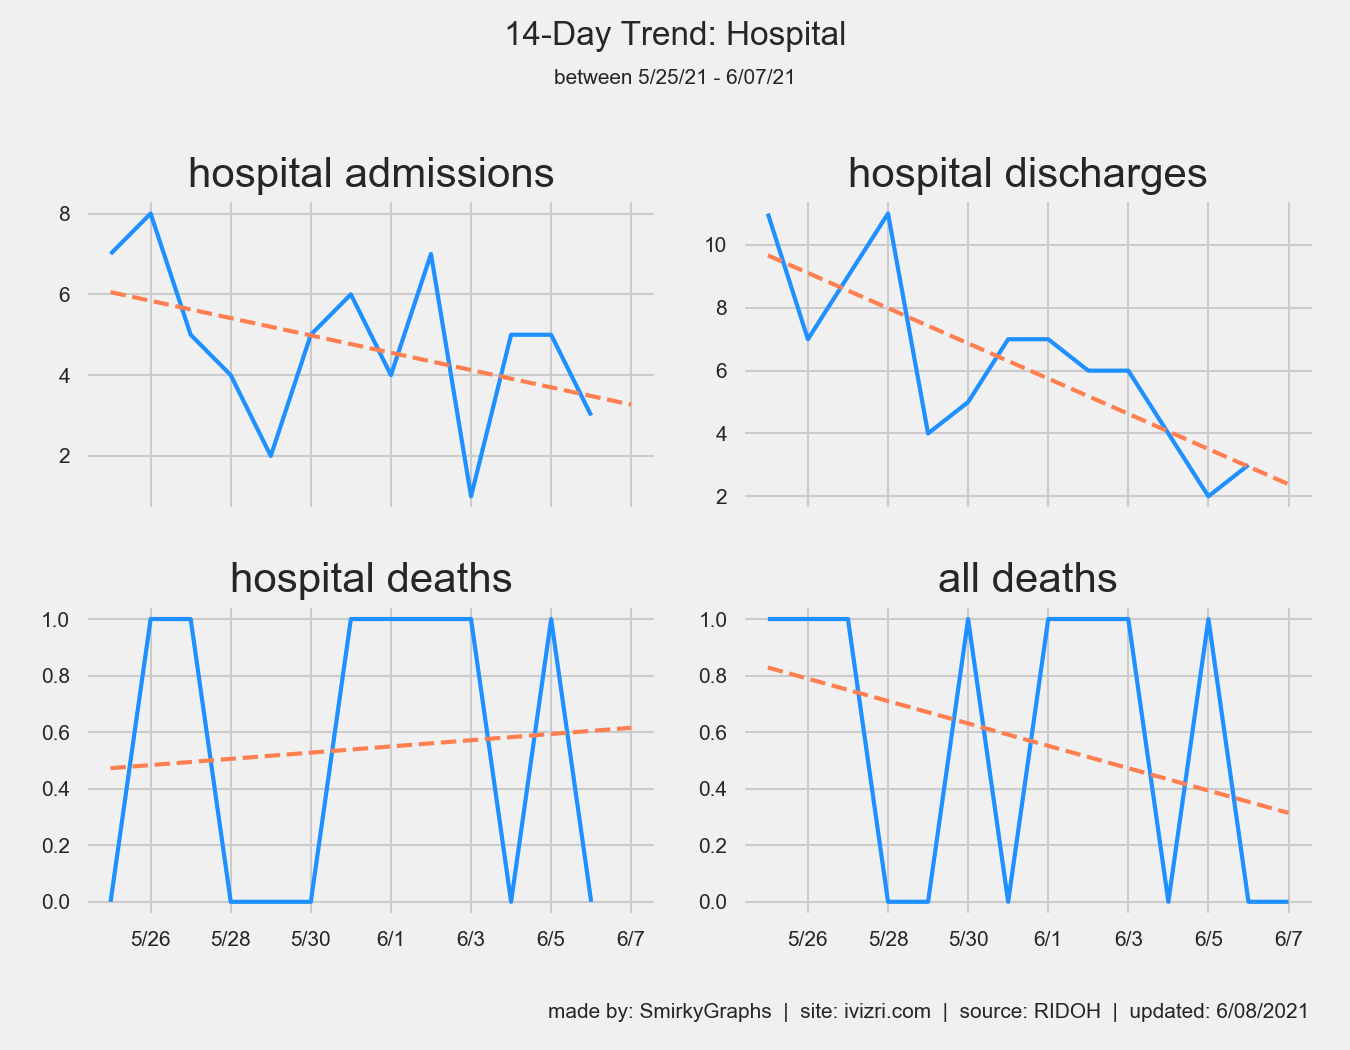 14-Day Trend: Hospital
between 5/25/21 - 6/07/21
hospital admissions
8
6
4
2
hospital discharges
10
8
6
4
2
hospital deaths
1.0
0.8
0.6
0.4
0.2
0.0
5/26 5/28 5/30 6/1 6/3 6/5 6/7
all deaths
1.0
0.8
0.6
0.4
0.2
0.0
5/26 5/28 5/30 6/1 6/3 6/5 6/7
made by: SmirkyGraphs | site: ivizri.com | source: RIDOH | updated: 6/08/2021